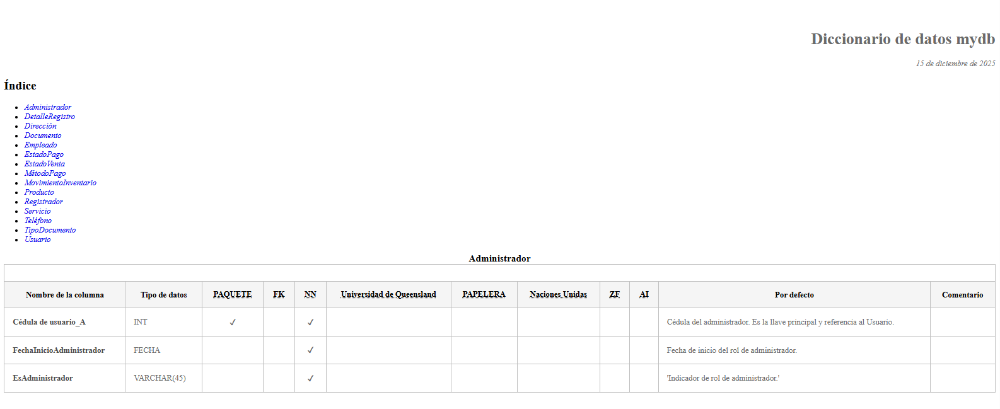 Diccionario de datos mydb
15 de diciembre de 2025
Índice
Administrador
DetalleRegistro
Dirección
Documento
Empleado
EstadoPago
EstadoVenta
MétodoPago
MovimientoInventario
Producto
Registrador
Servicio
Teléfono
TipoDocumento
Usuario
Administrador
Nombre de la columna Tipo de datos PAQUETE FK NN Universidad de Queensland PAPELERA Naciones Unidas ZF AI Por defecto Comentario
Cédula de usuario_A INT ✓ ✓ Cédula del administrador. Es la llave principal y referencia al Usuario.
FechaInicioAdministrador FECHA ✓ Fecha de inicio del rol de administrador.
EsAdministrador VARCHAR(45) ✓ 'Indicador de rol de administrador.'